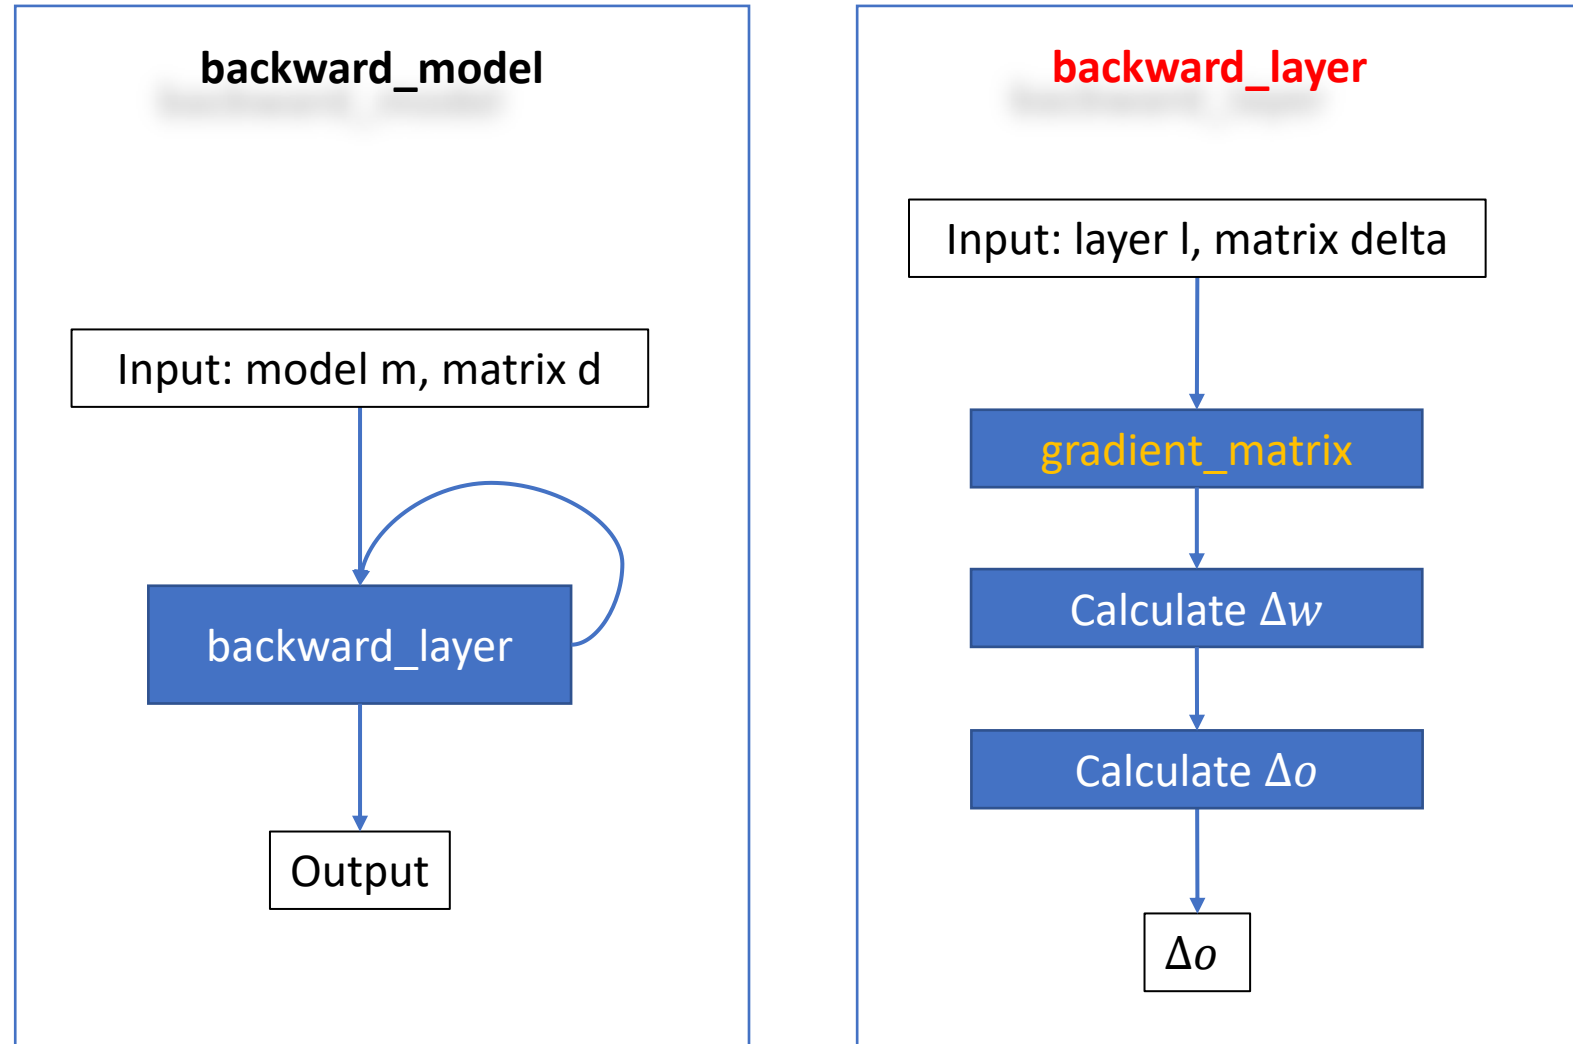 backward_model
Input: model m, matrix d
backward_layer
Output
backward_layer
Input: layer l, matrix delta
gradient_matrix
Calculate Δ𝑤
Calculate Δ𝑜
Δ𝑜